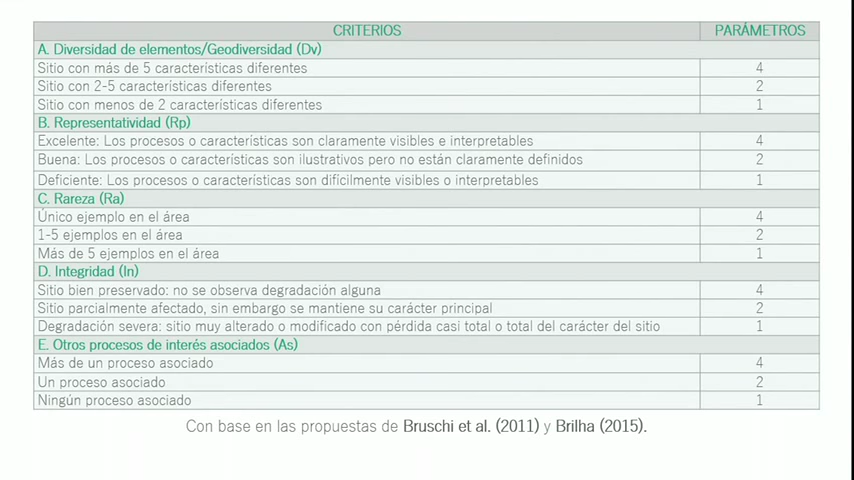 CRITERIOS PARÁMETROS
A. Diversidad de elementos/Geodiversidad (Dv)
Sitio con más de 5 características diferentes 4
Sitio con 2-5 características diferentes 2
Sitio con menos de 2 características diferentes 1
B. Representatividad (Rp)
Excelente: Los procesos o características son claramente visibles e interpretables 4
Buena: Los procesos o características son ilustrativos pero no están claramente definidos 2
Deficiente: Los procesos o características son difícilmente visibles o interpretables 1
C. Rareza (Ra)
Único ejemplo en el área 4
1-5 ejemplos en el área 2
Más de 5 ejemplos en el área 1
D. Integridad (In)
Sitio bien preservado: no se observa degradación alguna 4
Sitio parcialmente afectado, sin embargo se mantiene su carácter principal 2
Degradación severa: sitio muy alterado o modificado con pérdida casi total o total del carácter del sitio 1
E. Otros procesos de interés asociados (As)
Más de un proceso asociado 4
Un proceso asociado 2
Ningún proceso asociado 1
Con base en las propuestas de Bruschi et al. (2011) y Brilha (2015).